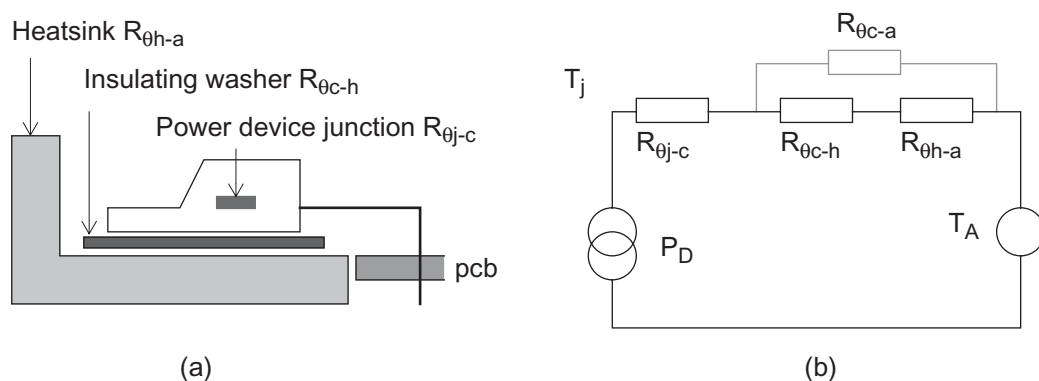 Heatsink Rθh-a
Insulating washer Rθc-h
Power device junction Rθj-c
pcb
(a)
Rθc-a
Tj
Rθj-c
Rθc-h
Rθh-a
PD
TA
(b)